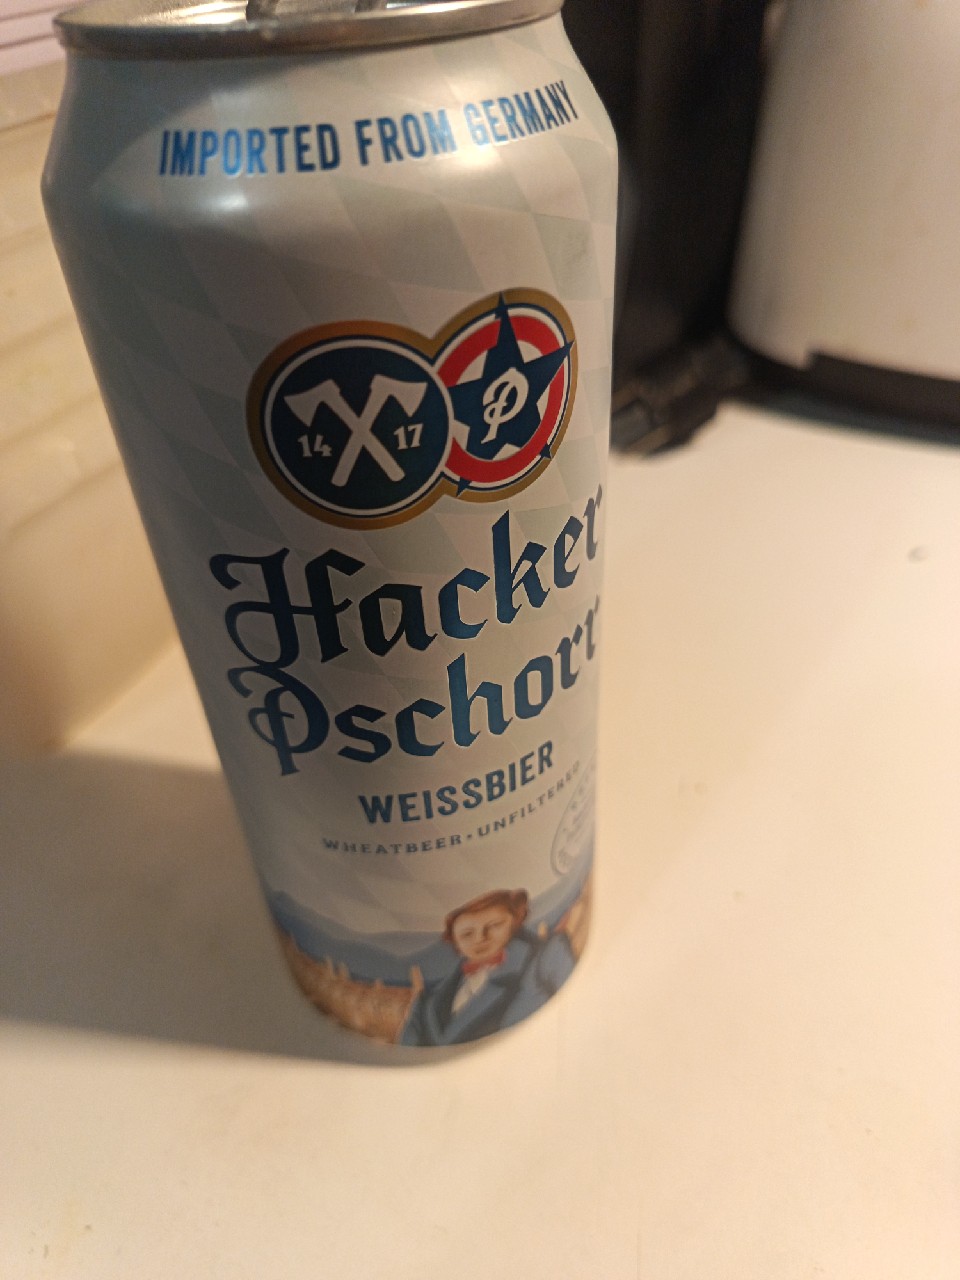 IMPORTED FROM GERMANY
14 17
P
Hacker
Pschorr
WEISSBIER
WHEATBEER • UNFILTERED